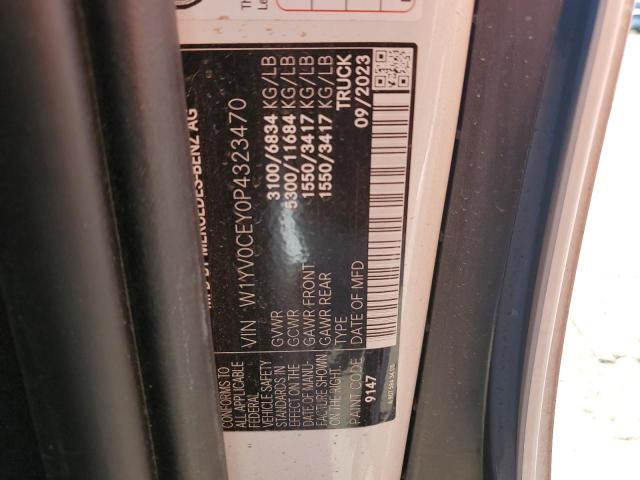 MFD BY MERCEDES-BENZ AG
VIN W1YV0CEY0P4323470
GVWR 3100/6834 KG/LB
GCWR 5300/11684 KG/LB
GAWR FRONT 1550/3417 KG/LB
GAWR REAR 1550/3417 KG/LB
TYPE TRUCK
DATE OF MFD 09/2023
CONFORMS TO
ALL APPLICABLE
FEDERAL
VEHICLE SAFETY
STANDARDS IN
EFFECT ON THE
DATE OF MANU-
FACTURE SHOWN
ON THE RIGHT.
PAINT CODE
9147